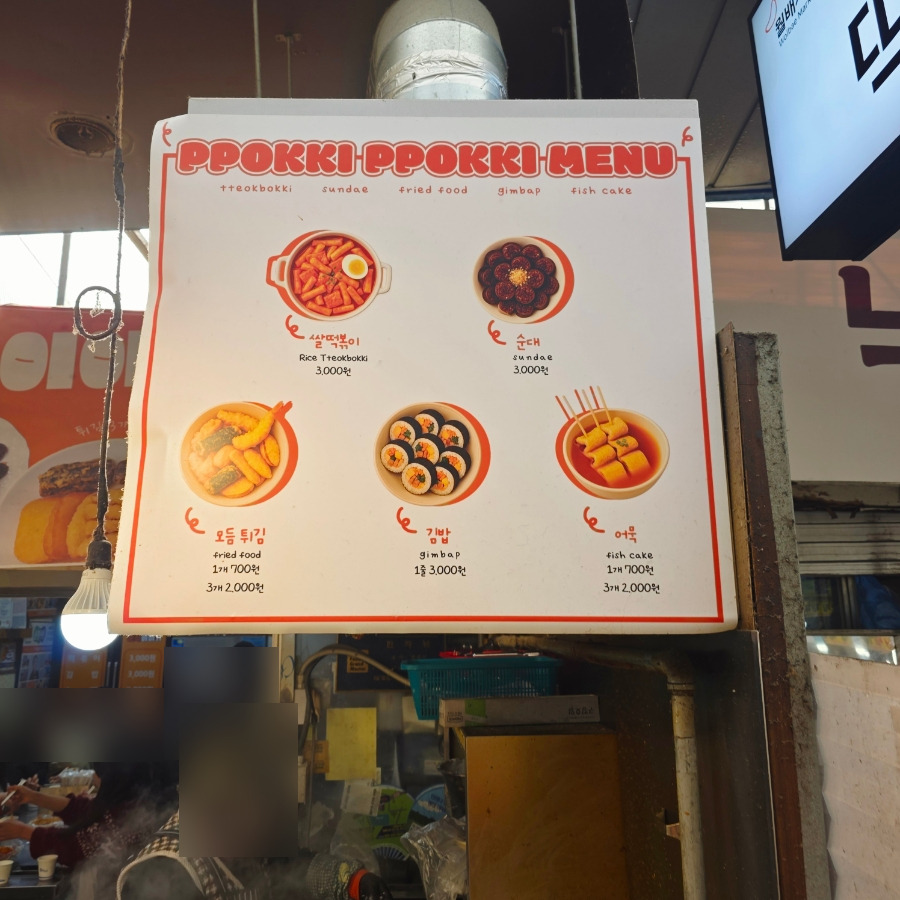 PPOKKI-PPOKKI-MENU
tteokbokki sundae fried food gimbap fish cake
쌀떡볶이
Rice Tteokbokki
3,000원
순대
sundae
3,000원
모듬 튀김
fried food
1개 700원
3개 2,000원
김밥
gimbap
1줄 3,000원
어묵
fish cake
1개 700원
3개 2,000원
월배